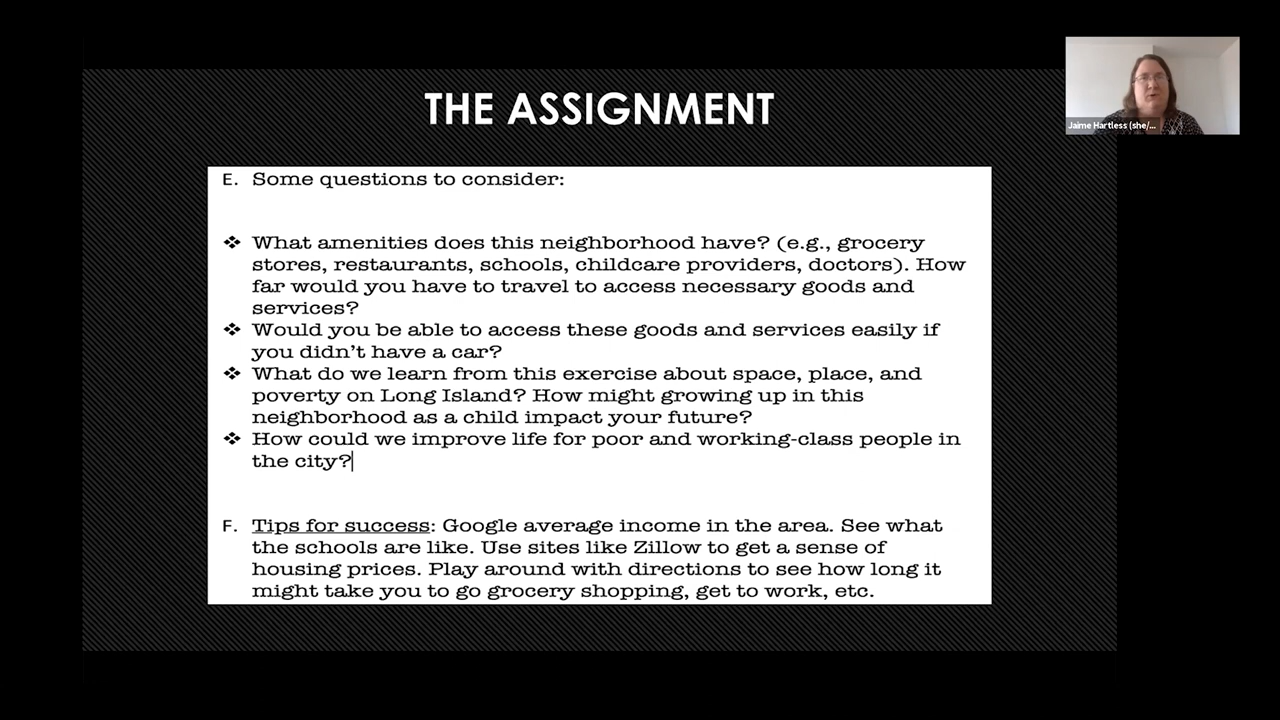 THE ASSIGNMENT
Jaime Hartless (she/...
E. Some questions to consider:
❖ What amenities does this neighborhood have? (e.g., grocery
stores, restaurants, schools, childcare providers, doctors). How
far would you have to travel to access necessary goods and
services?
❖ Would you be able to access these goods and services easily if
you didn't have a car?
❖ What do we learn from this exercise about space, place, and
poverty on Long Island? How might growing up in this
neighborhood as a child impact your future?
❖ How could we improve life for poor and working-class people in
the city?
F. Tips for success: Google average income in the area. See what
the schools are like. Use sites like Zillow to get a sense of
housing prices. Play around with directions to see how long it
might take you to go grocery shopping, get to work, etc.